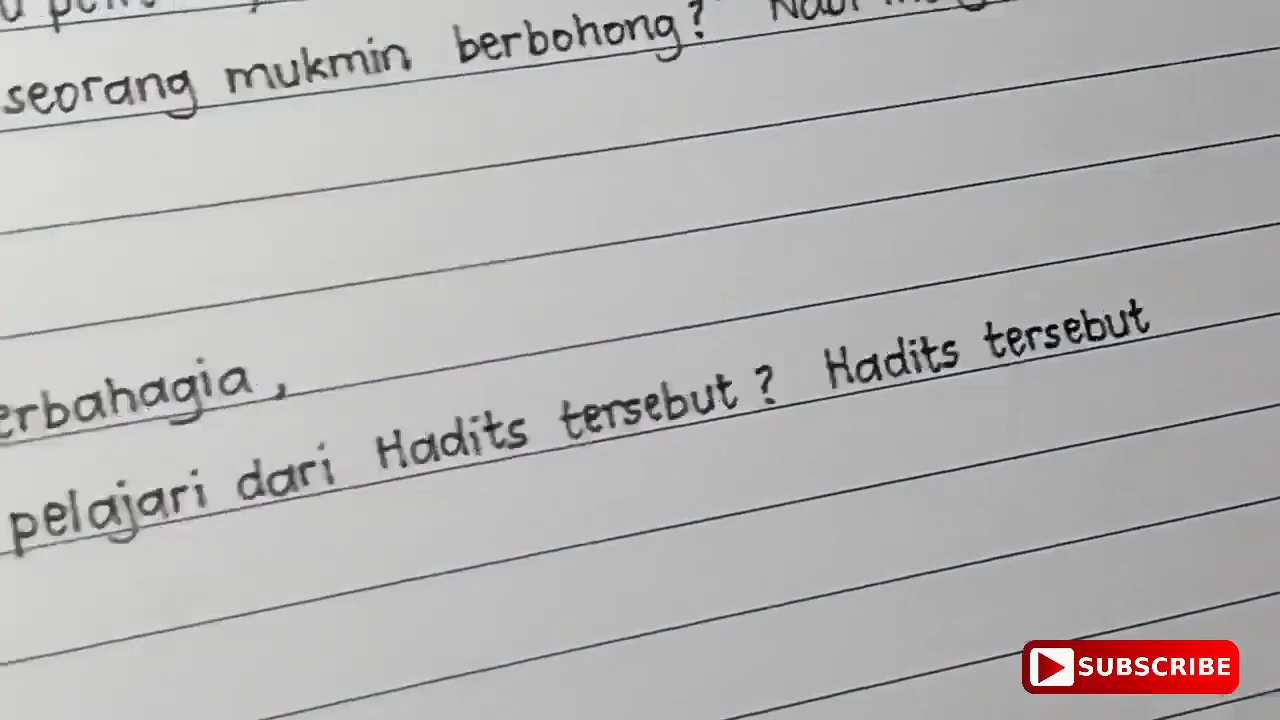 seorang mukmin berbohong?
erbahagia,
pelajari dari Hadits tersebut? Hadits tersebut
SUBSCRIBE